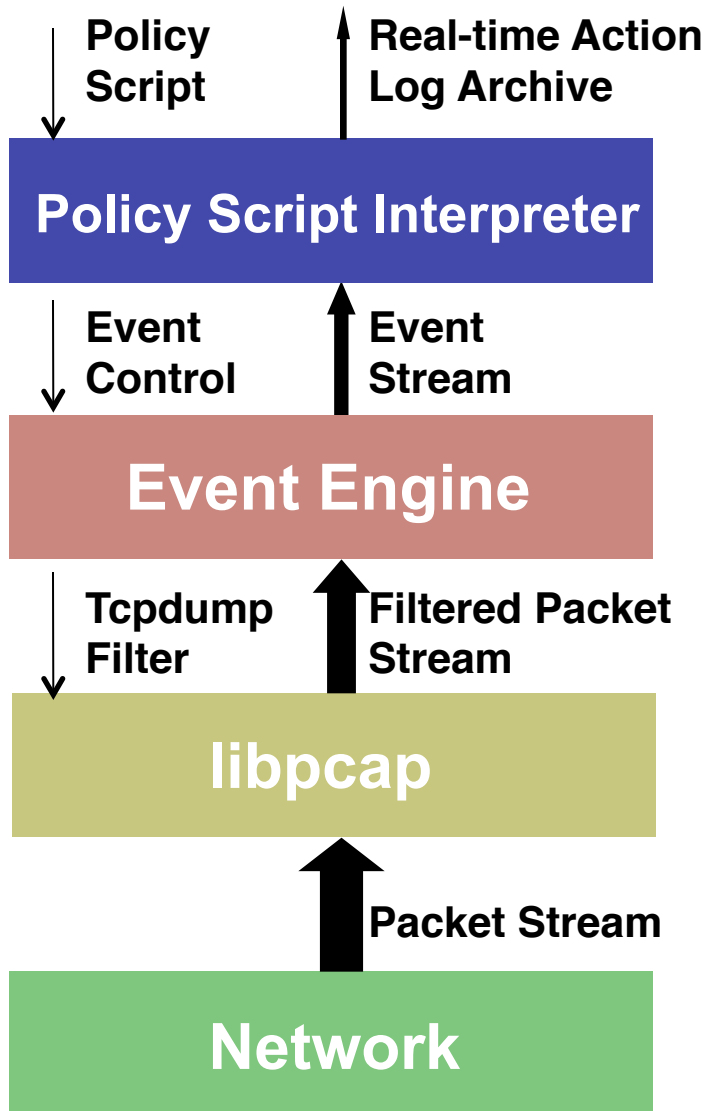 Policy
Script
Real-time Action
Log Archive
Policy Script Interpreter
Event
Control
Event
Stream
Event Engine
Tcpdump
Filter
Filtered Packet
Stream
libpcap
Packet Stream
Network